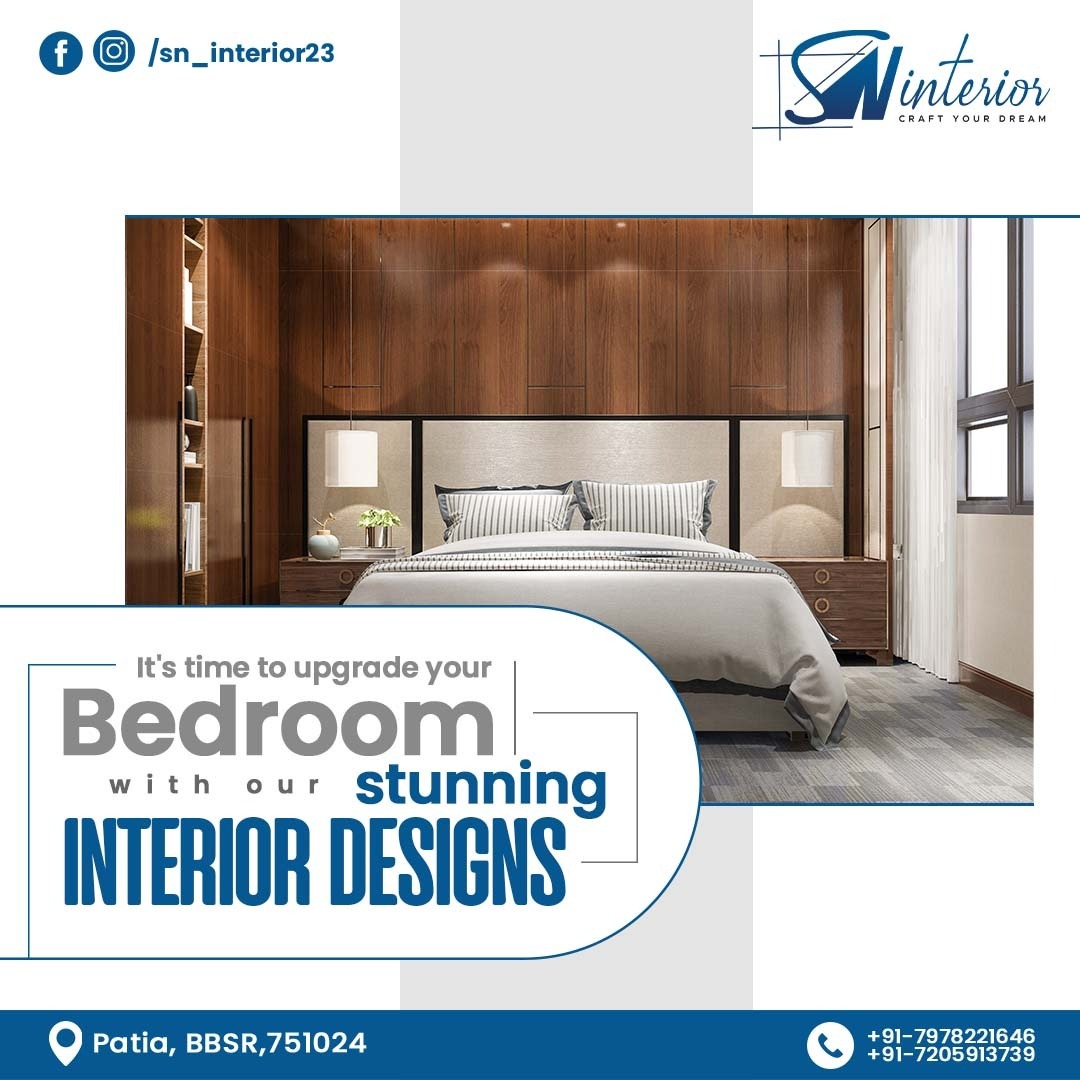 /sn_interior23
SN interior
CRAFT YOUR DREAM
It's time to upgrade your
Bedroom
with our stunning
INTERIOR DESIGNS
Patia, BBSR,751024
+91-7978221646
+91-7205913739